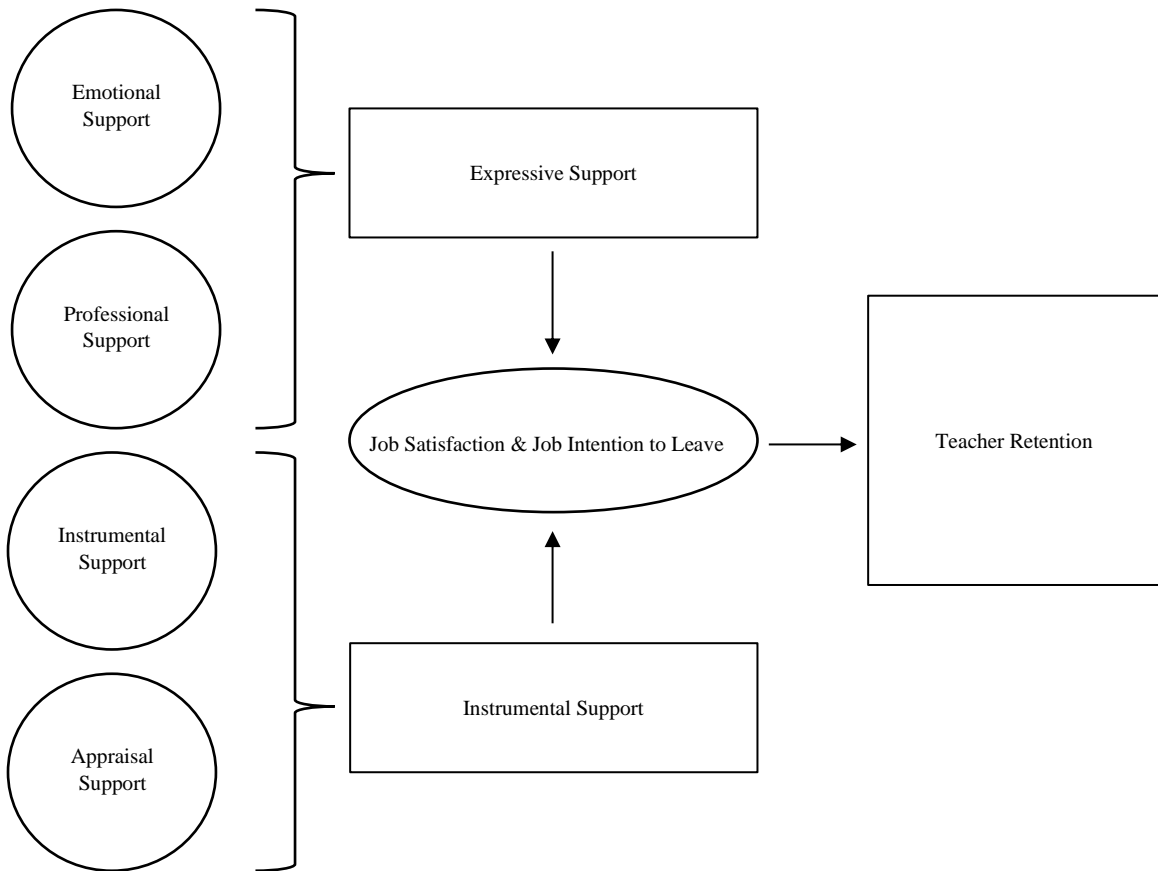 Emotional
Support
Expressive Support
Professional
Support
Job Satisfaction & Job Intention to Leave
Teacher Retention
Instrumental
Support
Instrumental Support
Appraisal
Support